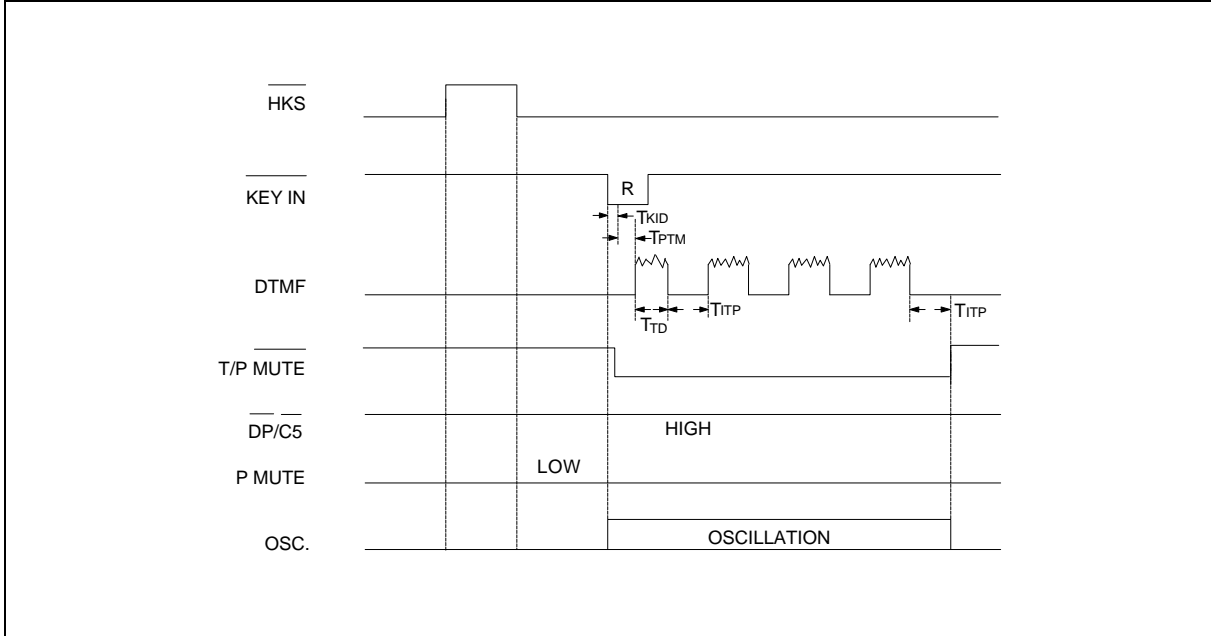 HKS
KEY IN
R
TKID
TPTM
DTMF
TTD
TITP
TITP
T/P MUTE
DP/C5
HIGH
P MUTE
LOW
OSC.
OSCILLATION